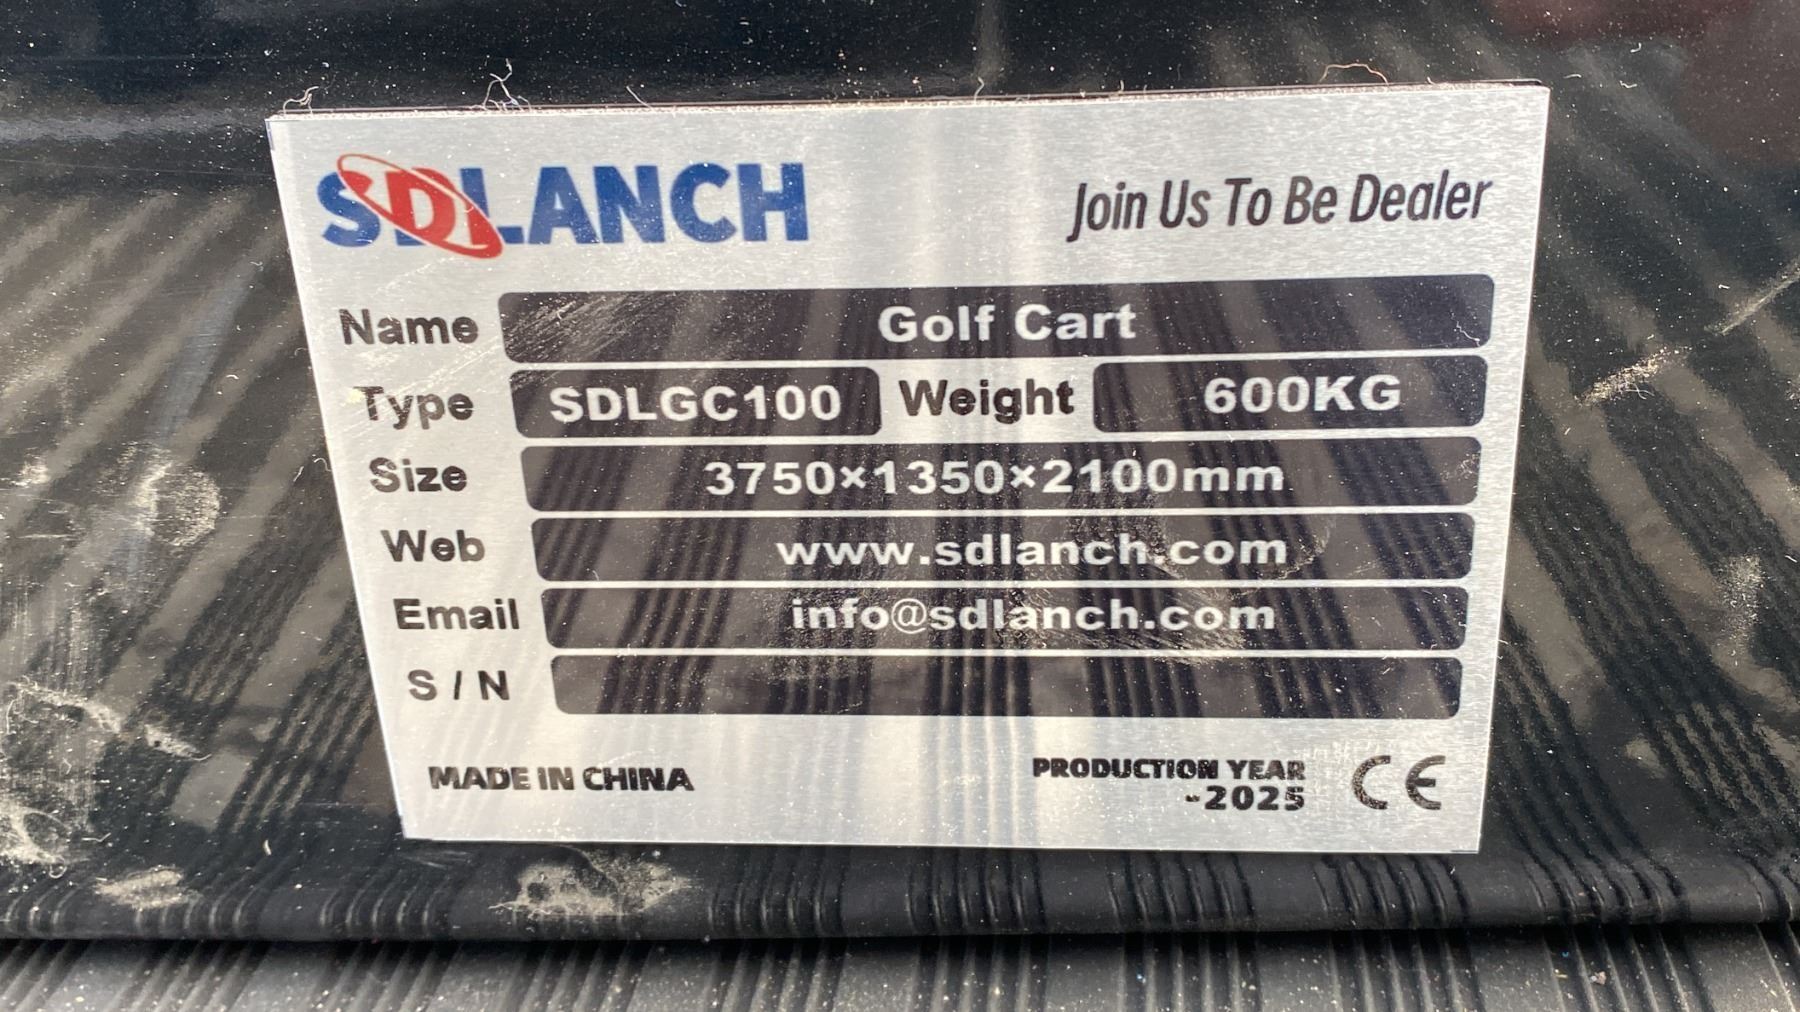 SDLANCH Join Us To Be Dealer
Name Golf Cart
Type SDLGC100 Weight 600KG
Size 3750×1350×2100mm
Web www.sdlanch.com
Email info@sdlanch.com
S / N
MADE IN CHINA PRODUCTION YEAR CE
-2025